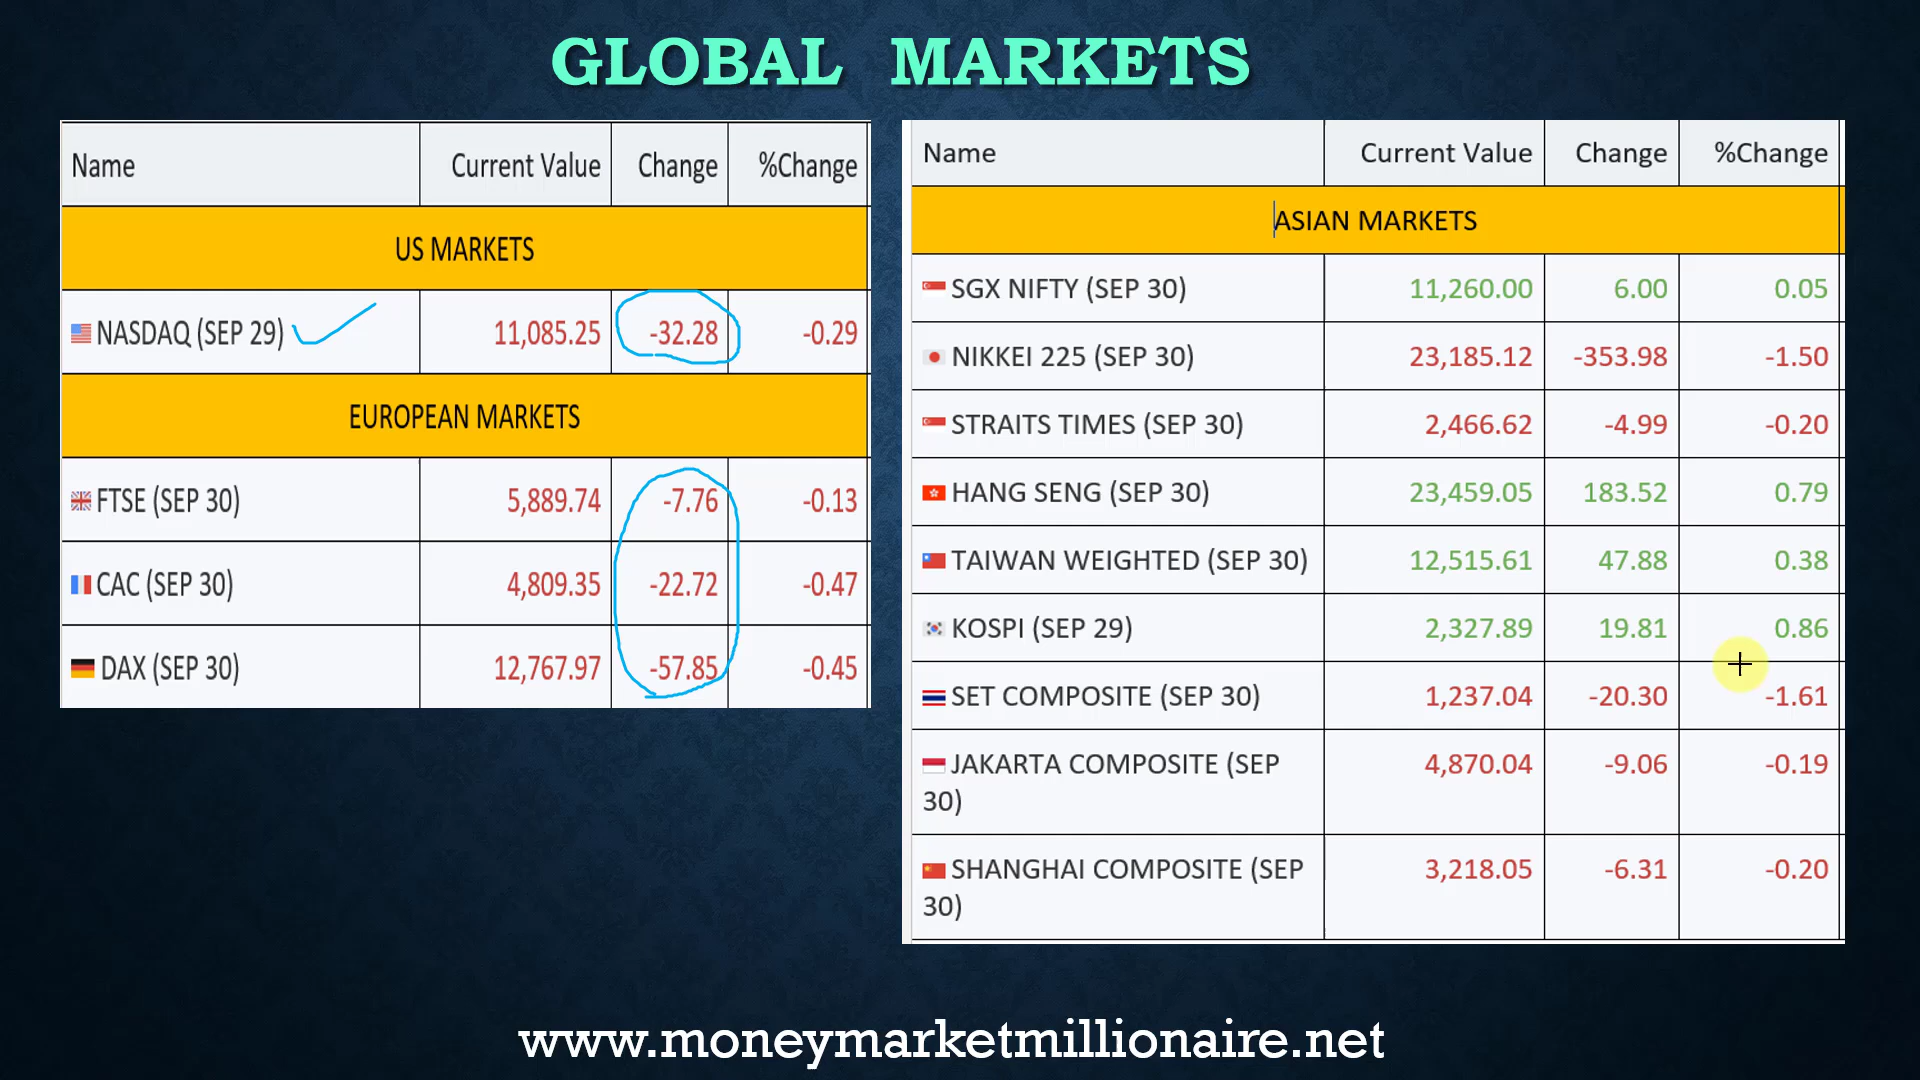 GLOBAL MARKETS
Name Current Value Change %Change
US MARKETS
NASDAQ (SEP 29) 11,085.25 -32.28 -0.29
EUROPEAN MARKETS
FTSE (SEP 30) 5,889.74 -7.76 -0.13
CAC (SEP 30) 4,809.35 -22.72 -0.47
DAX (SEP 30) 12,767.97 -57.85 -0.45
Name Current Value Change %Change
ASIAN MARKETS
SGX NIFTY (SEP 30) 11,260.00 6.00 0.05
NIKKEI 225 (SEP 30) 23,185.12 -353.98 -1.50
STRAITS TIMES (SEP 30) 2,466.62 -4.99 -0.20
HANG SENG (SEP 30) 23,459.05 183.52 0.79
TAIWAN WEIGHTED (SEP 30) 12,515.61 47.88 0.38
KOSPI (SEP 29) 2,327.89 19.81 0.86
SET COMPOSITE (SEP 30) 1,237.04 -20.30 -1.61
JAKARTA COMPOSITE (SEP 4,870.04 -9.06 -0.19
30)
SHANGHAI COMPOSITE (SEP 3,218.05 -6.31 -0.20
30)
www.moneymarketmillionaire.net